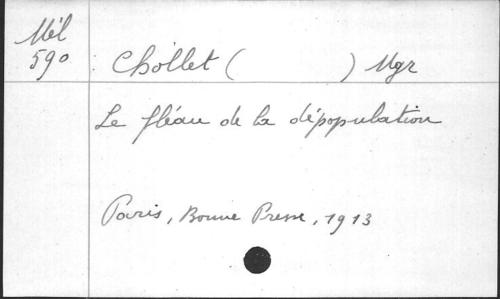 Mél
590
Chollet (           ) Mgr
Le fléau de la dépopulation
Paris, Bonne Presse, 1913